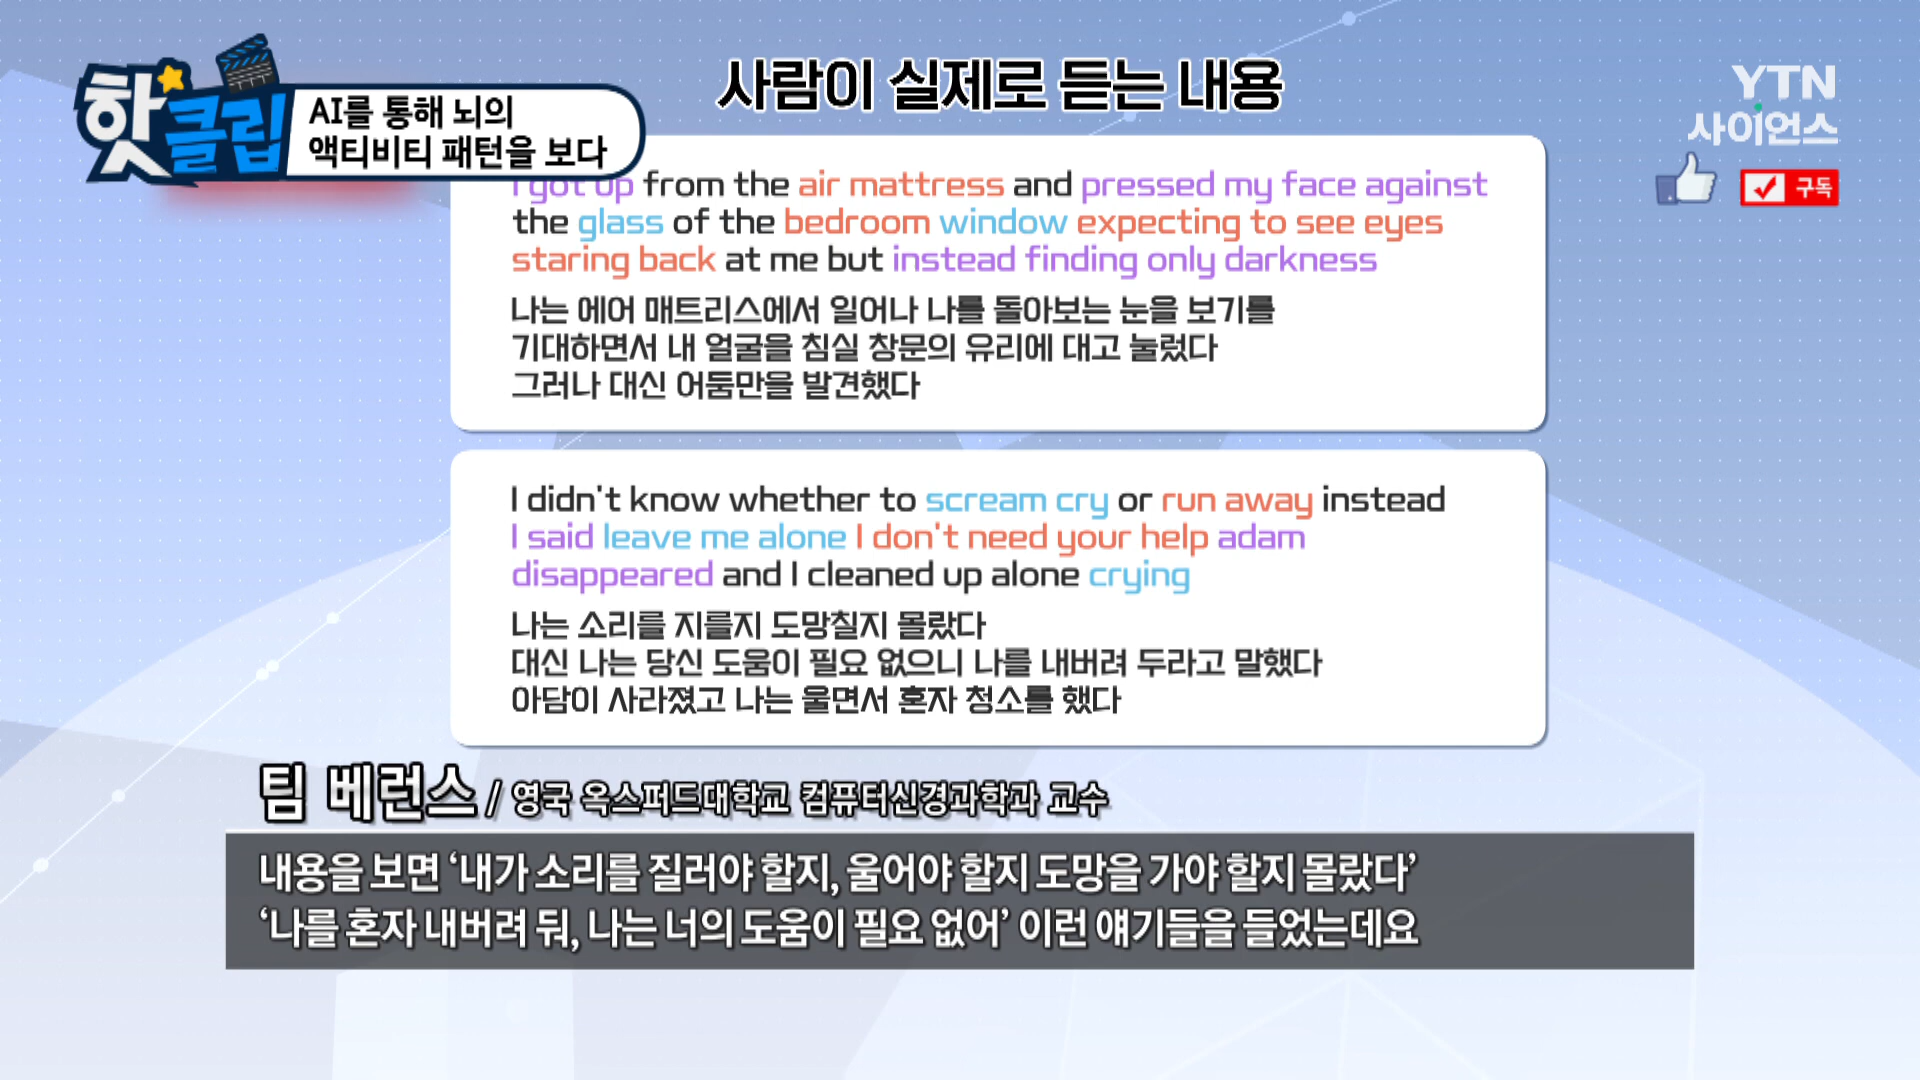 핫클립
AI를 통해 뇌의
액티비티 패턴을 보다
사람이 실제로 듣는 내용
YTN
사이언스
구독
I got up from the air mattress and pressed my face against
the glass of the bedroom window expecting to see eyes
staring back at me but instead finding only darkness
나는 에어 매트리스에서 일어나 나를 돌아보는 눈을 보기를
기대하면서 내 얼굴을 침실 창문의 유리에 대고 눌렀다
그러나 대신 어둠만을 발견했다
I didn't know whether to scream cry or run away instead
I said leave me alone I don't need your help adam
disappeared and I cleaned up alone crying
나는 소리를 지를지 도망칠지 몰랐다
대신 나는 당신 도움이 필요 없으니 나를 내버려 두라고 말했다
아담이 사라졌고 나는 울면서 혼자 청소를 했다
팀 베런스 / 영국 옥스퍼드대학교 컴퓨터신경과학과 교수
내용을 보면 ‘내가 소리를 질러야 할지, 울어야 할지 도망을 가야 할지 몰랐다’
‘나를 혼자 내버려 둬, 나는 너의 도움이 필요 없어’ 이런 얘기들을 들었는데요